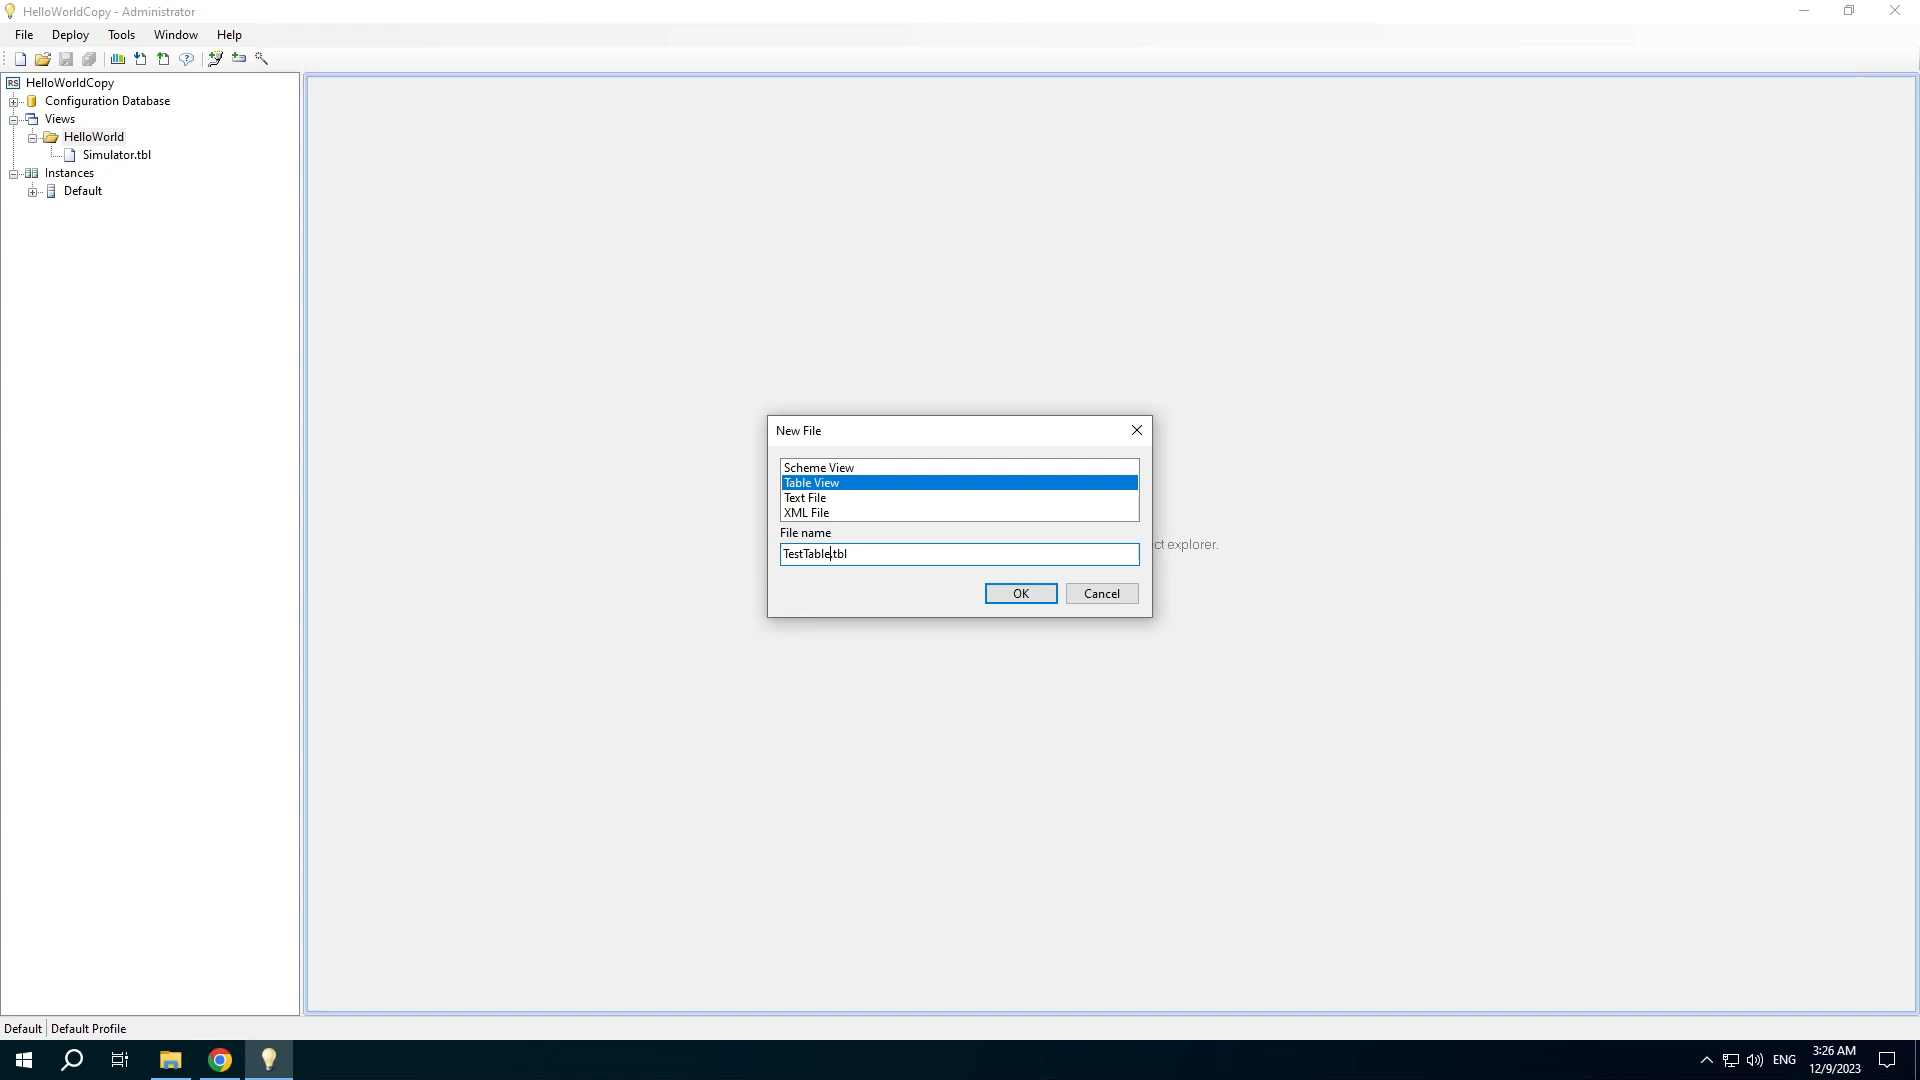 HelloWorldCopy - Administrator
File Deploy Tools Window Help
RS HelloWorldCopy
Configuration Database
Views
HelloWorld
Simulator.tbl
Instances
Default
New File
Scheme View
Table View
Text File
XML File
File name
TestTable.tbl
ct explorer.
OK Cancel
Default Default Profile
ENG
3:26 AM
12/9/2023